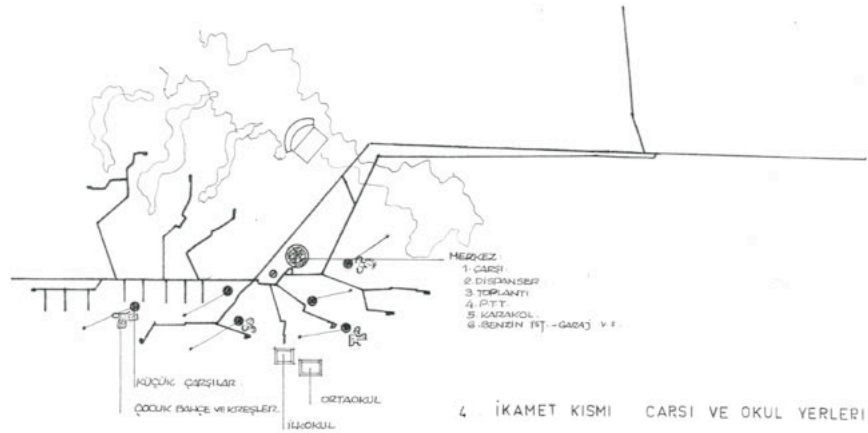 MERKEZ
1- ÇARŞI
2- DİSPANSER
3. TOPLANTI
4. P.T.T.
5. KARAKOL
6- BENZİN İST.-GARAJ V.S.
KÜÇÜK ÇARŞILAR
ÇOCUK BAHÇE VE KREŞLER
ORTAOKUL
İLKOKUL
4. İKAMET KISMI ÇARSI VE OKUL YERLERI